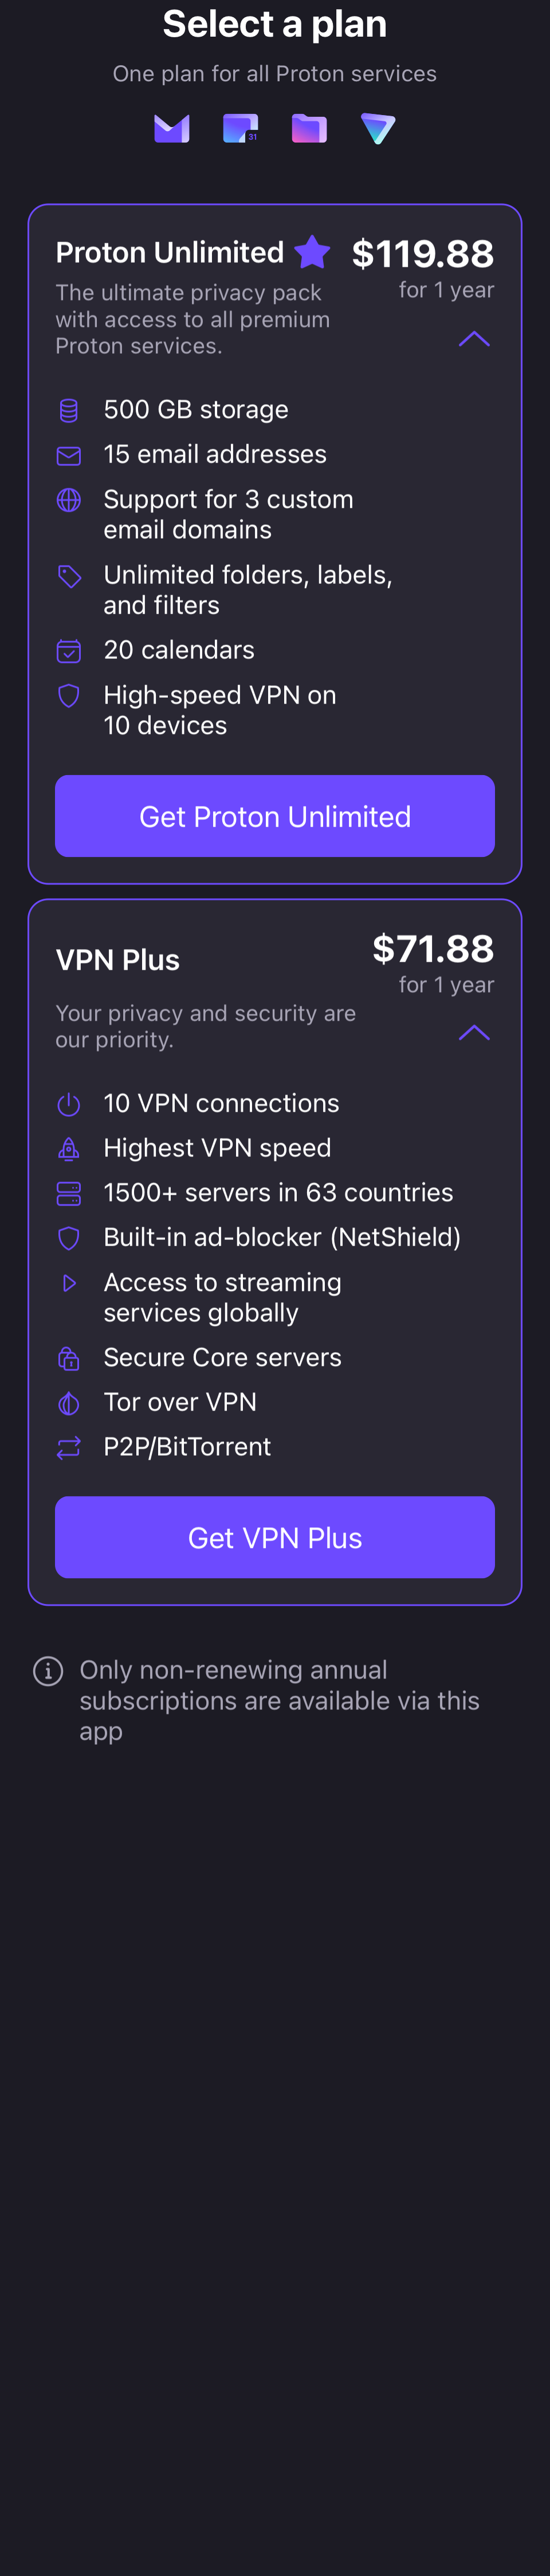 Select a plan
One plan for all Proton services
31
Proton Unlimited
$119.88
for 1 year
The ultimate privacy pack
with access to all premium
Proton services.
500 GB storage
15 email addresses
Support for 3 custom
email domains
Unlimited folders, labels,
and filters
20 calendars
High-speed VPN on
10 devices
Get Proton Unlimited
VPN Plus
$71.88
for 1 year
Your privacy and security are
our priority.
10 VPN connections
Highest VPN speed
1500+ servers in 63 countries
Built-in ad-blocker (NetShield)
Access to streaming
services globally
Secure Core servers
Tor over VPN
P2P/BitTorrent
Get VPN Plus
Only non-renewing annual
subscriptions are available via this
app